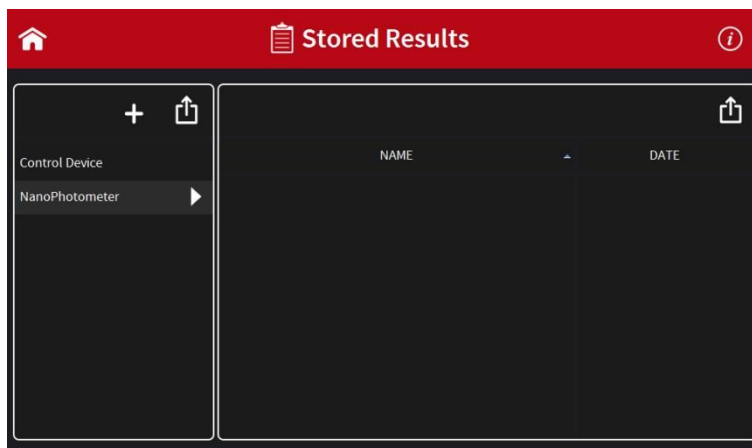 Stored Results
NAME DATE
Control Device
NanoPhotometer